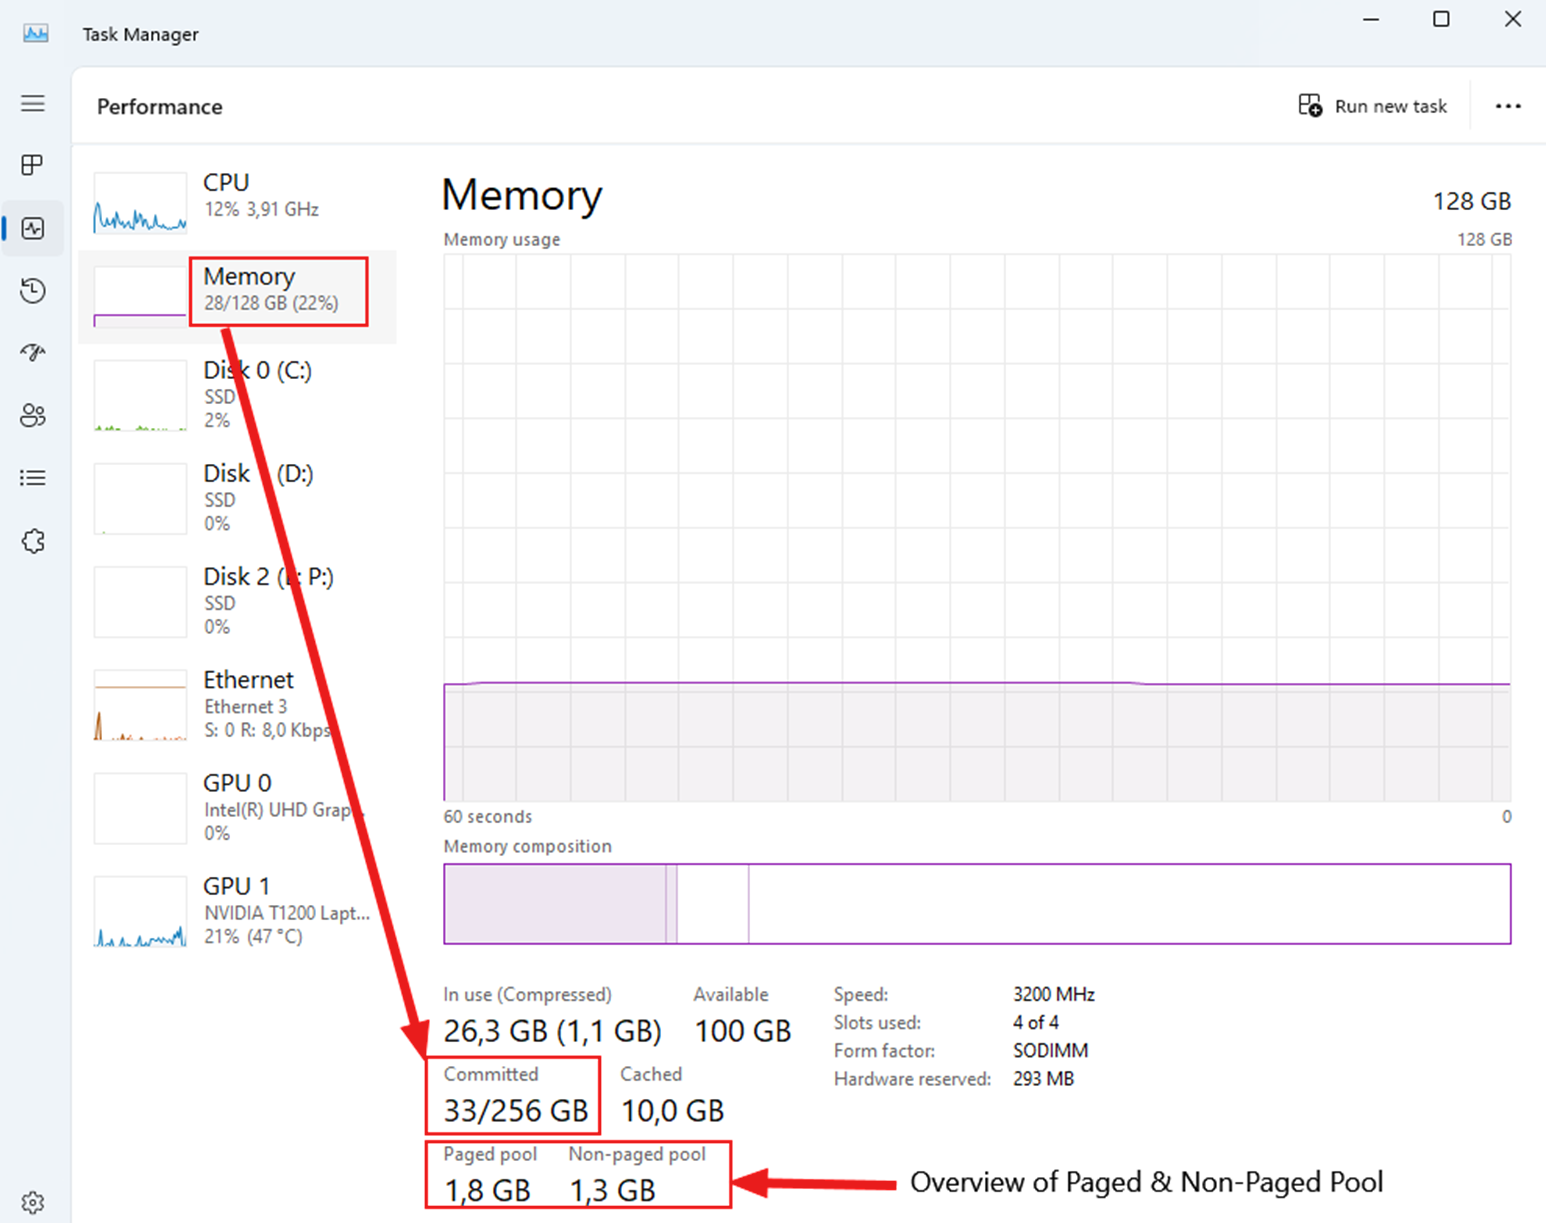 Task Manager
Performance
Run new task
CPU
12% 3,91 GHz
Memory
28/128 GB (22%)
Disk 0 (C:)
SSD
2%
Disk (D:)
SSD
0%
Disk 2 ( P:)
SSD
0%
Ethernet
Ethernet 3
S: 0 R: 8,0 Kbps
GPU 0
Intel(R) UHD Grap...
0%
GPU 1
NVIDIA T1200 Lapt...
21% (47 °C)
Memory
128 GB
Memory usage
128 GB
60 seconds
0
Memory composition
In use (Compressed)
26,3 GB (1,1 GB)
Available
100 GB
Committed
33/256 GB
Cached
10,0 GB
Paged pool
1,8 GB
Non-paged pool
1,3 GB
Speed: 3200 MHz
Slots used: 4 of 4
Form factor: SODIMM
Hardware reserved: 293 MB
Overview of Paged & Non-Paged Pool